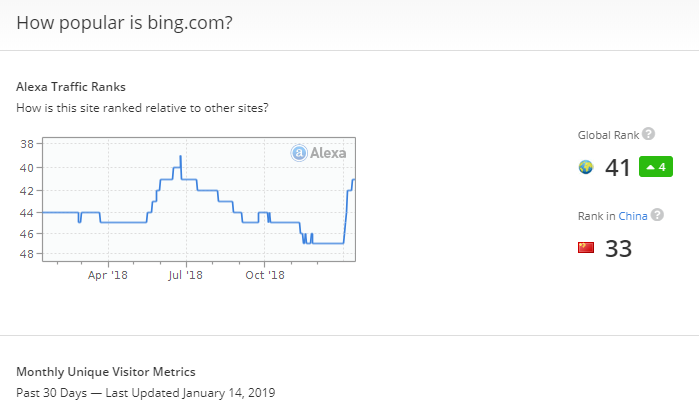 How popular is bing.com?
Alexa Traffic Ranks
How is this site ranked relative to other sites?
38
40
42
44
46
48
a Alexa
Apr '18
Jul '18
Oct '18
Global Rank ?
41 4
Rank in China ?
33
Monthly Unique Visitor Metrics
Past 30 Days — Last Updated January 14, 2019